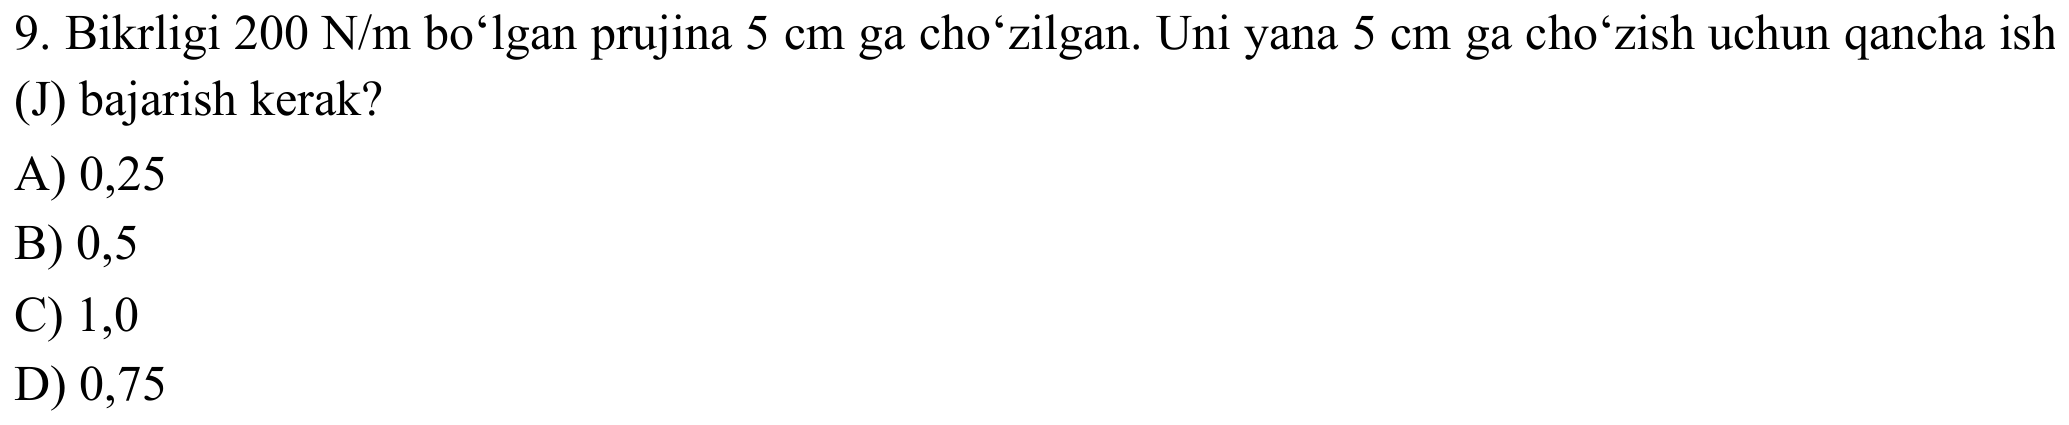 9. Bikrligi 200 N/m bo‘lgan prujina 5 cm ga cho‘zilgan. Uni yana 5 cm ga cho‘zish uchun qancha ish
(J) bajarish kerak?
A) 0,25
B) 0,5
C) 1,0
D) 0,75